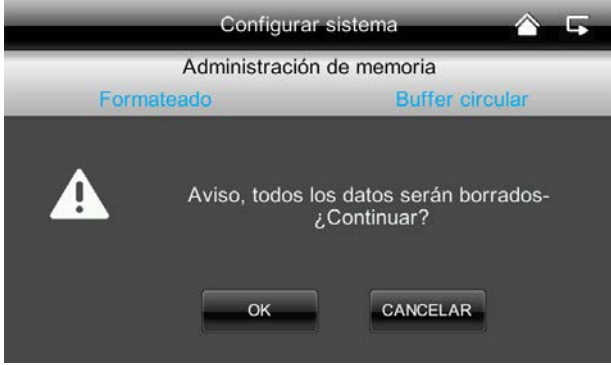 Configurar sistema
Administración de memoria
Formateado Buffer circular
Aviso, todos los datos serán borrados-
¿Continuar?
OK CANCELAR